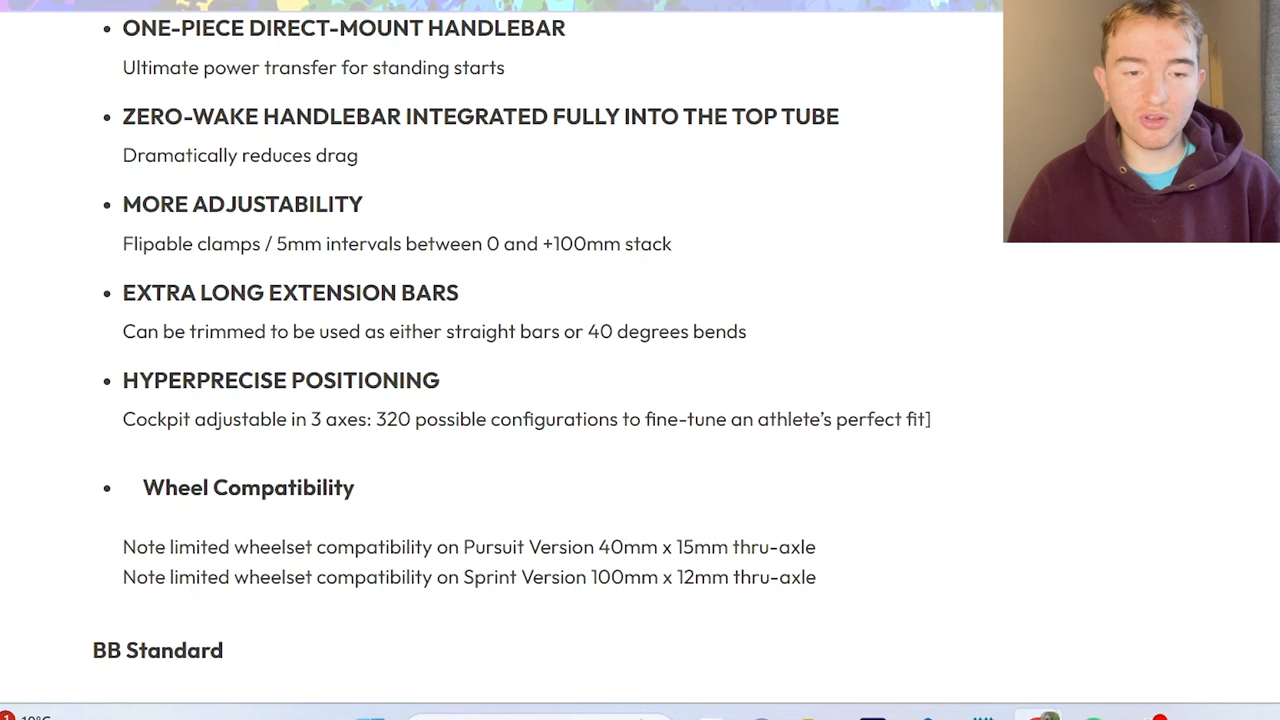 ONE-PIECE DIRECT-MOUNT HANDLEBAR
Ultimate power transfer for standing starts
ZERO-WAKE HANDLEBAR INTEGRATED FULLY INTO THE TOP TUBE
Dramatically reduces drag
MORE ADJUSTABILITY
Flipable clamps / 5mm intervals between 0 and +100mm stack
EXTRA LONG EXTENSION BARS
Can be trimmed to be used as either straight bars or 40 degrees bends
HYPERPRECISE POSITIONING
Cockpit adjustable in 3 axes: 320 possible configurations to fine-tune an athlete's perfect fit]
Wheel Compatibility
Note limited wheelset compatibility on Pursuit Version 40mm x 15mm thru-axle
Note limited wheelset compatibility on Sprint Version 100mm x 12mm thru-axle
BB Standard
1